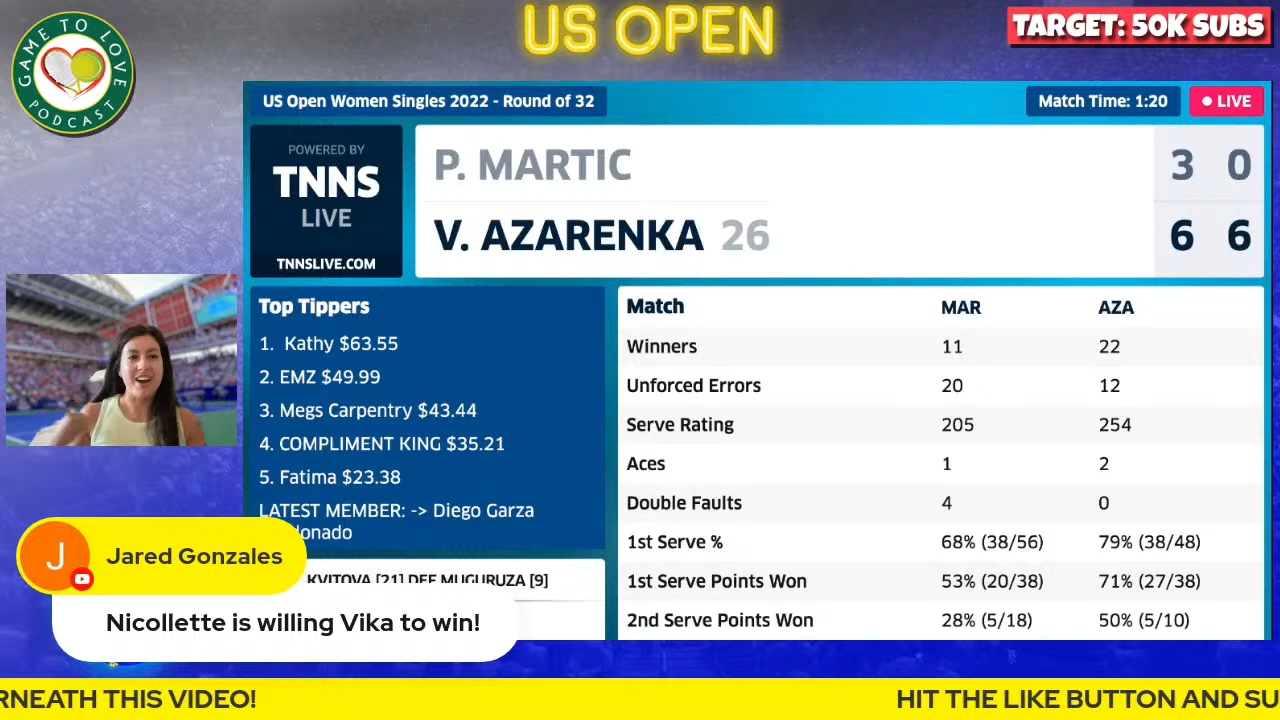 GAME TO LOVE
PODCAST
US OPEN
TARGET: 50K SUBS
US Open Women Singles 2022 - Round of 32
Match Time: 1:20
LIVE
POWERED BY
TNNS
LIVE
TNNSLIVE.COM
P. MARTIC 3 0
V. AZARENKA 26 6 6
Top Tippers
1. Kathy $63.55
2. EMZ $49.99
3. Megs Carpentry $43.44
4. COMPLIMENT KING $35.21
5. Fatima $23.38
LATEST MEMBER: -> Diego Garza
onado
KVITOVA [21] DEF MUGURUZA [9]
Match MAR AZA
Winners 11 22
Unforced Errors 20 12
Serve Rating 205 254
Aces 1 2
Double Faults 4 0
1st Serve % 68% (38/56) 79% (38/48)
1st Serve Points Won 53% (20/38) 71% (27/38)
2nd Serve Points Won 28% (5/18) 50% (5/10)
J
Jared Gonzales
Nicollette is willing Vika to win!
RNEATH THIS VIDEO! HIT THE LIKE BUTTON AND SU